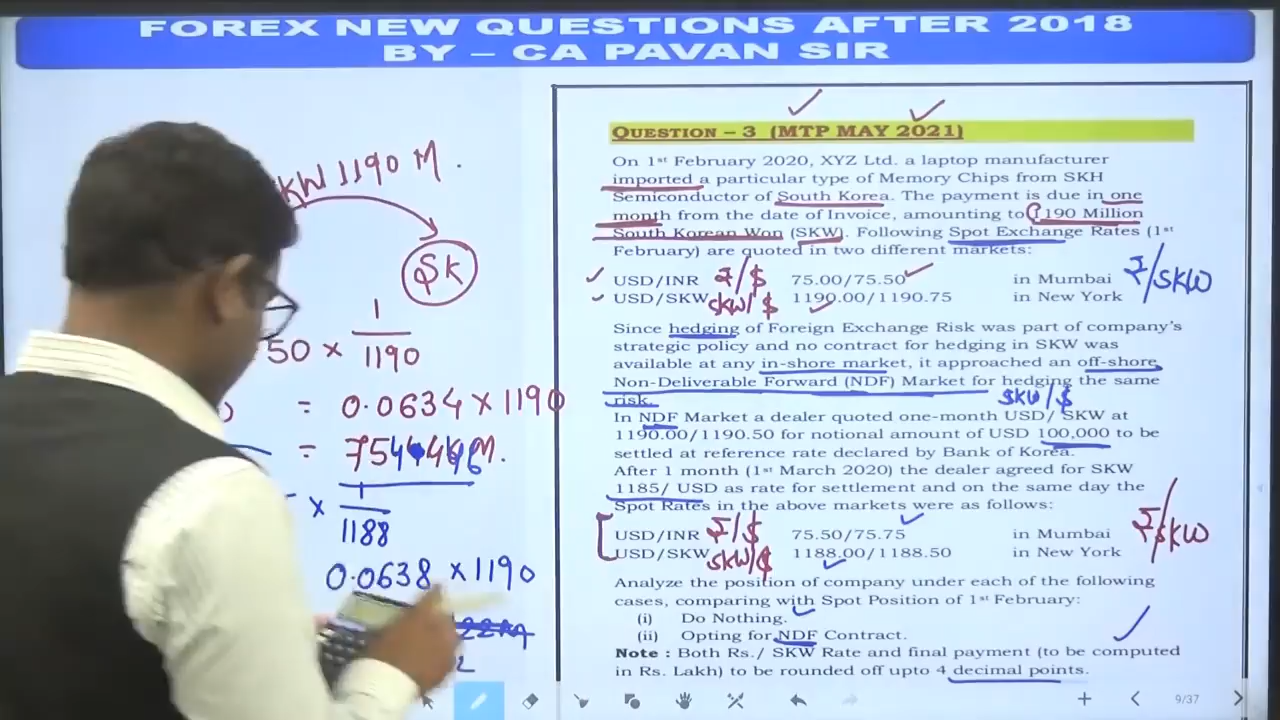 FOREX NEW QUESTIONS AFTER 2018
BY – CA PAVAN SIR
KW 1190 M.
SK
50 × 1/1190
= 0.0634 × 1190
=
M.
× 1/1188
0.0638 × 1190
QUESTION – 3 (MTP MAY 2021)
On 1st February 2020, XYZ Ltd. a laptop manufacturer
imported a particular type of Memory Chips from SKH
Semiconductor of South Korea. The payment is due in one
month from the date of Invoice, amounting to 1190 Million
South Korean Won (SKW). Following Spot Exchange Rates (1st
February) are quoted in two different markets:
USD/INR ₹/$ 75.00/75.50 in Mumbai ₹/SKW
USD/SKW SKW/$ 1190.00/1190.75 in New York
Since hedging of Foreign Exchange Risk was part of company's
strategic policy and no contract for hedging in SKW was
available at any in-shore market, it approached an off-shore
Non-Deliverable Forward (NDF) Market for hedging the same
risk. SKW/$
In NDF Market a dealer quoted one-month USD/ SKW at
1190.00/1190.50 for notional amount of USD 100,000 to be
settled at reference rate declared by Bank of Korea.
After 1 month (1st March 2020) the dealer agreed for SKW
1185/ USD as rate for settlement and on the same day the
Spot Rates in the above markets were as follows:
USD/INR ₹/$ 75.50/75.75 in Mumbai ₹/SKW
USD/SKW SKW/$ 1188.00/1188.50 in New York
Analyze the position of company under each of the following
cases, comparing with Spot Position of 1st February:
(i) Do Nothing.
(ii) Opting for NDF Contract.
Note : Both Rs./ SKW Rate and final payment (to be computed
in Rs. Lakh) to be rounded off upto 4 decimal points.
9/37